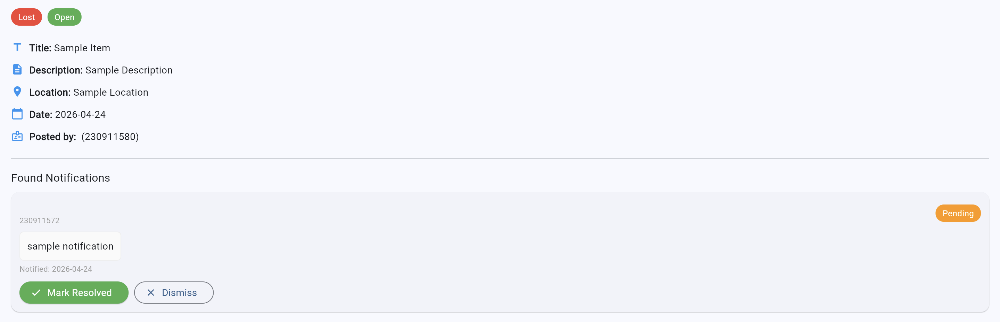 Lost Open
Title: Sample Item
Description: Sample Description
Location: Sample Location
Date: 2026-04-24
Posted by: (230911580)
Found Notifications
Pending
230911572
sample notification
Notified: 2026-04-24
Mark Resolved Dismiss